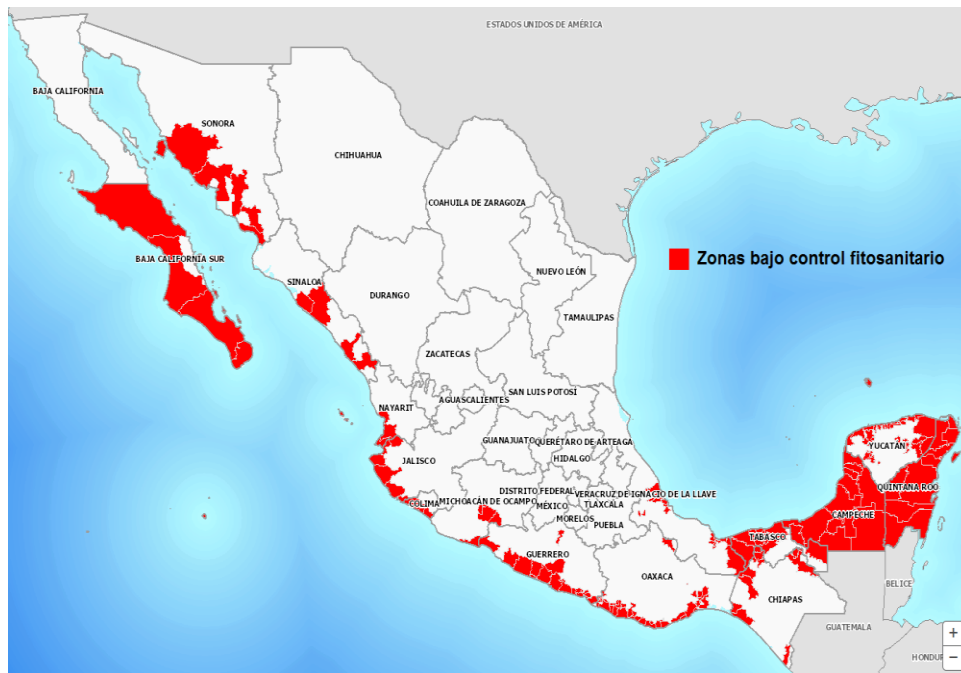 ESTADOS UNIDOS DE AMÉRICA
BAJA CALIFORNIA
SONORA
CHIHUAHUA
COAHUILA DE ZARAGOZA
Zonas bajo control fitosanitario
BAJA CALIFORNIA SUR
NUEVO LEÓN
SINALOA
DURANGO
TAMAULIPAS
ZACATECAS
SAN LUIS POTOSÍ
AGUASCALIENTES
NAYARIT
GUANAJUATO
QUERÉTARO DE ARTEAGA
YUCATÁN
JALISCO
HIDALGO
QUINTANA ROO
DISTRITO FEDERAL
VERACRUZ DE IGNACIO DE LA LLAVE
COLIMA
MICHOACÁN DE OCAMPO
MÉXICO
TLAXCALA
CAMPECHE
MORELOS
PUEBLA
TABASCO
GUERRERO
OAXACA
BELICE
CHIAPAS
GUATEMALA
+
HONDUR
−